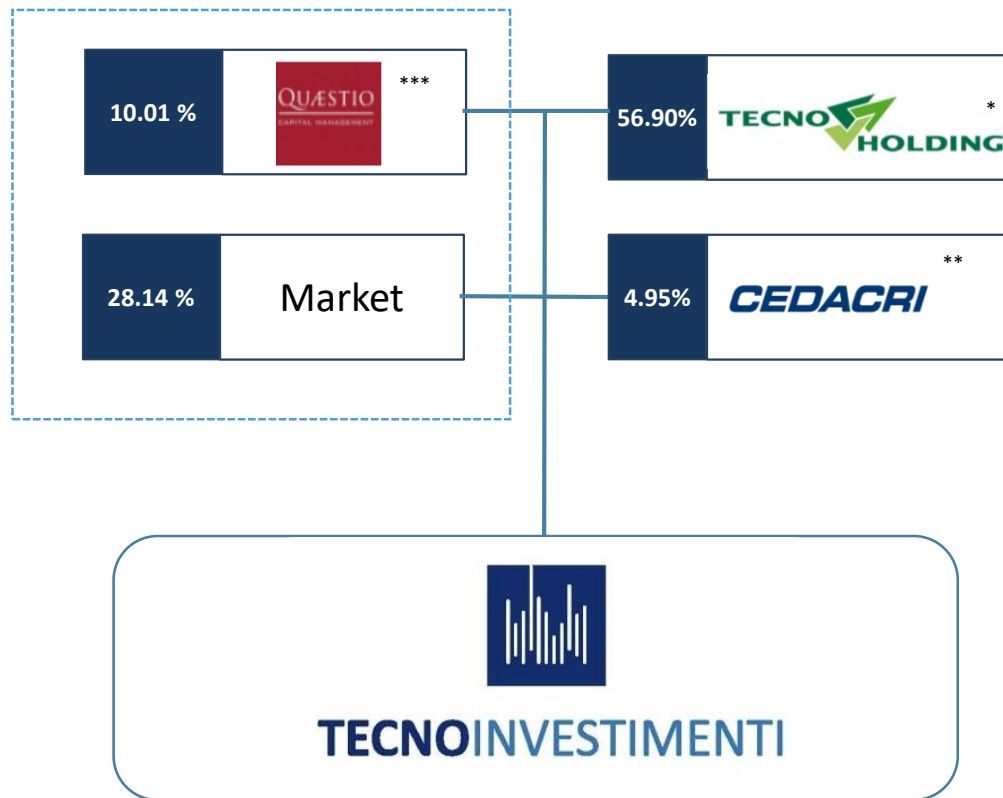 10.01 %
QUÆSTIO
CAPITAL MANAGEMENT
***
56.90%
TECNO
HOLDING
*
28.14 %
Market
4.95%
CEDACRI
**
TECNOINVESTIMENTI